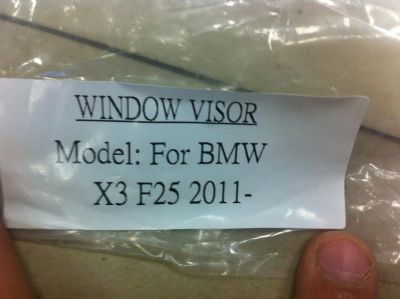 WINDOW VISOR
Model: For BMW
X3 F25 2011-